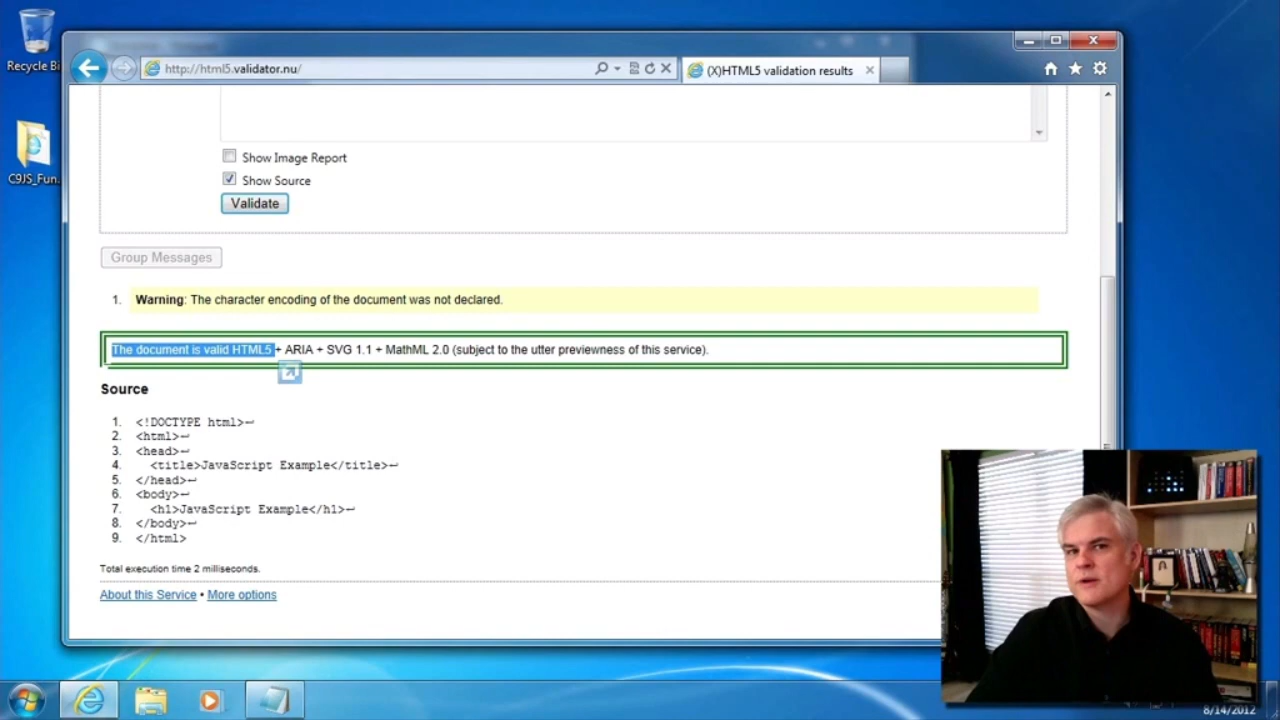 Recycle Bi
C9JS_Fun.
http://html5.validator.nu/
(X)HTML5 validation results
Show Image Report
Show Source
Validate
Group Messages
1. Warning: The character encoding of the document was not declared.
The document is valid HTML5 + ARIA + SVG 1.1 + MathML 2.0 (subject to the utter previewness of this service).
Source
1. <!DOCTYPE html>↩
2. <html>↩
3. <head>↩
4. <title>JavaScript Example</title>↩
5. </head>↩
6. <body>↩
7. <h1>JavaScript Example</h1>↩
8. </body>↩
9. </html>
Total execution time 2 milliseconds.
About this Service • More options
8/14/2012